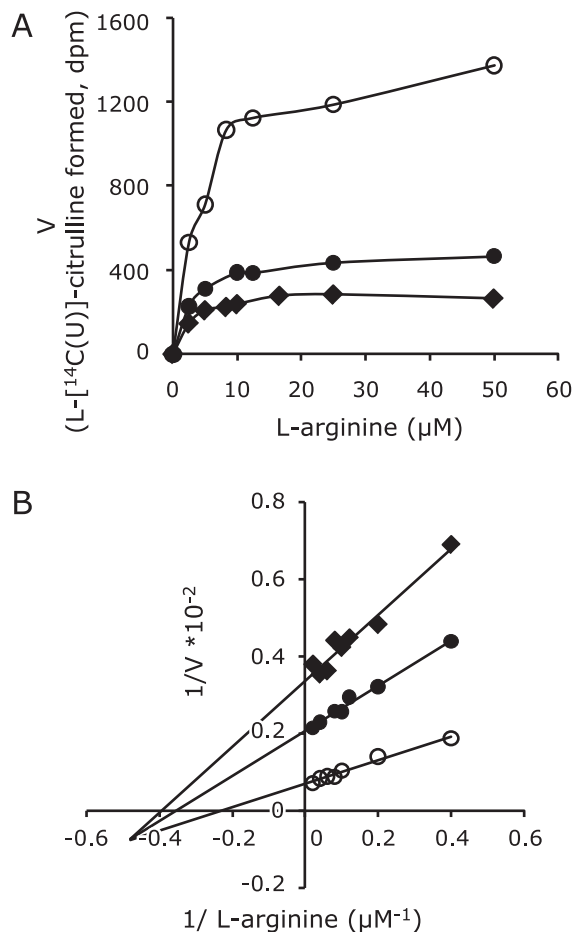 A
1600
1200
800
400
0
V
(L-[¹⁴C(U)]-citrulline formed, dpm)
0 10 20 30 40 50 60
L-arginine (µM)
B
0.8
0.6
0.4
0.2
0
-0.2
1/V *10⁻²
-0.6 -0.4 -0.2 0 0.2 0.4 0.6
1/ L-arginine (µM⁻¹)